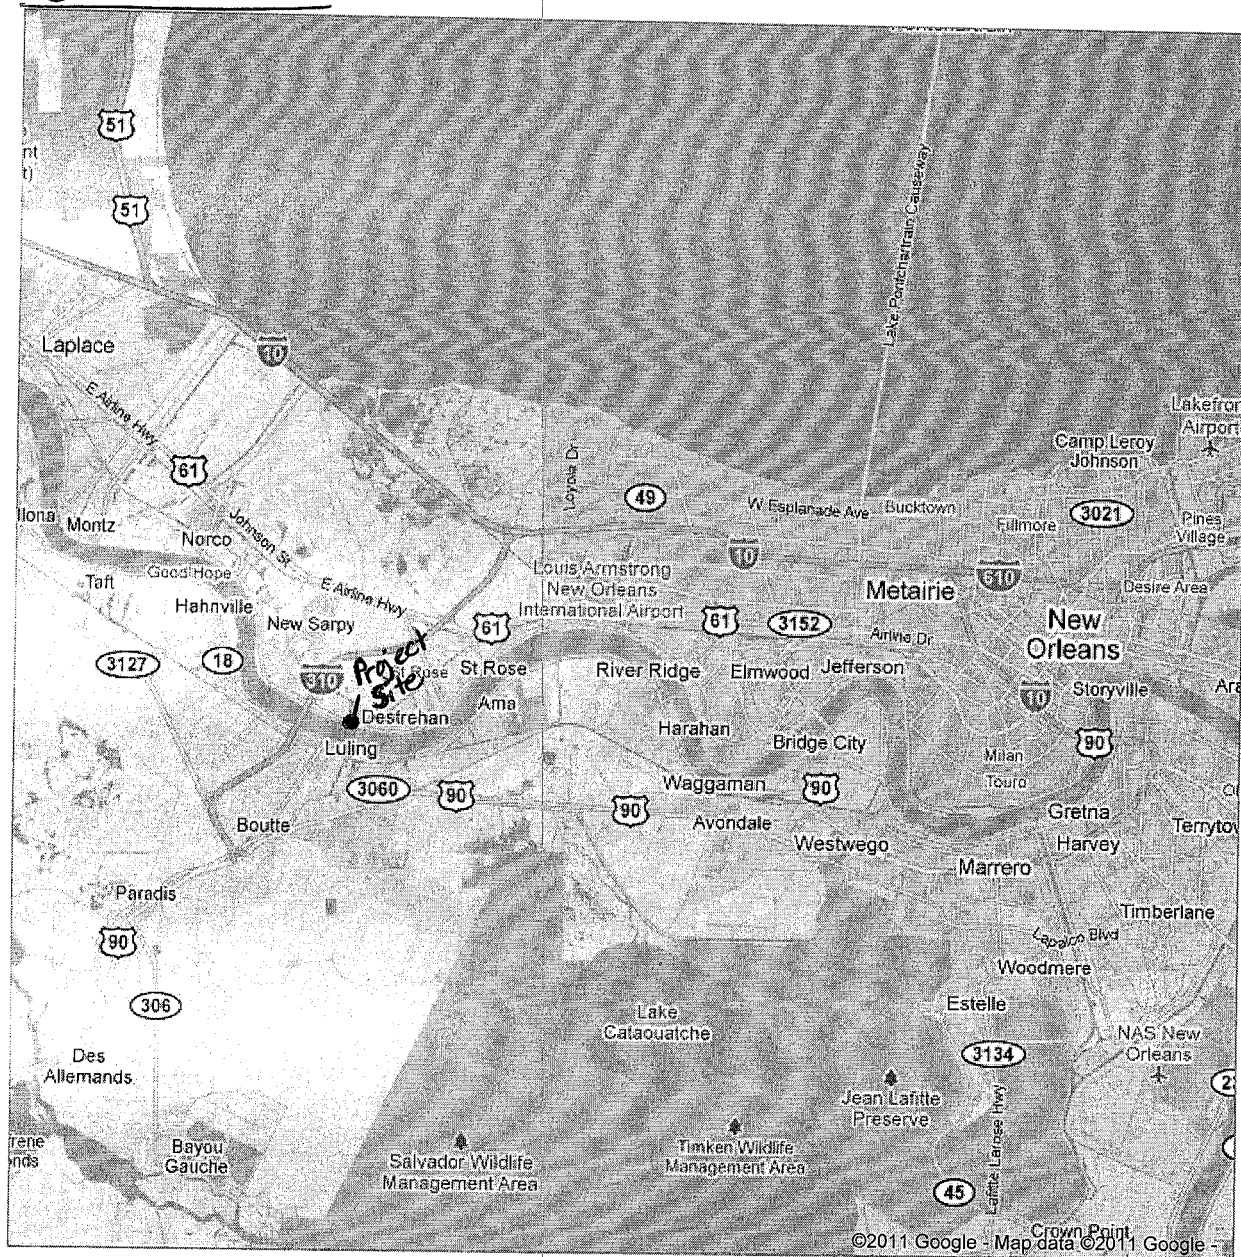 51
51
Lake Pontchartrain Causeway
Laplace
10
E Airline Hwy
Lakefron
Airport
Camp Leroy
Johnson
61
Loyola Dr
49
W Esplanade Ave
Bucktown
3021
Fillmore
Pines
Village
Montz
Norco
Johnson St
10
610
Good Hope
Taft
Louis Armstrong
New Orleans
International Airport
Metairie
Desire Area
E Airline Hwy
Hahnville
New Sarpy
61
61
3152
New
Orleans
3127
18
310
Project
Site
St Rose
River Ridge
Elmwood
Jefferson
10
Storyville
Destrehan
Ama
Luling
Harahan
Bridge City
90
Milan
Touro
3060
90
90
Waggaman
90
Boutte
Avondale
Gretna
Westwego
Harvey
Marrero
Paradis
Timberlane
90
Lapalco Blvd
Woodmere
306
Estelle
Lake
Cataouatche
NAS New
Orleans
Des
Allemands
3134
Jean Lafitte
Preserve
Lafitte Larose Hwy
Bayou
Gauche
Salvador Wildlife
Management Area
Timken Wildlife
Management Area
45
Crown Point
©2011 Google - Map data ©2011 Google -